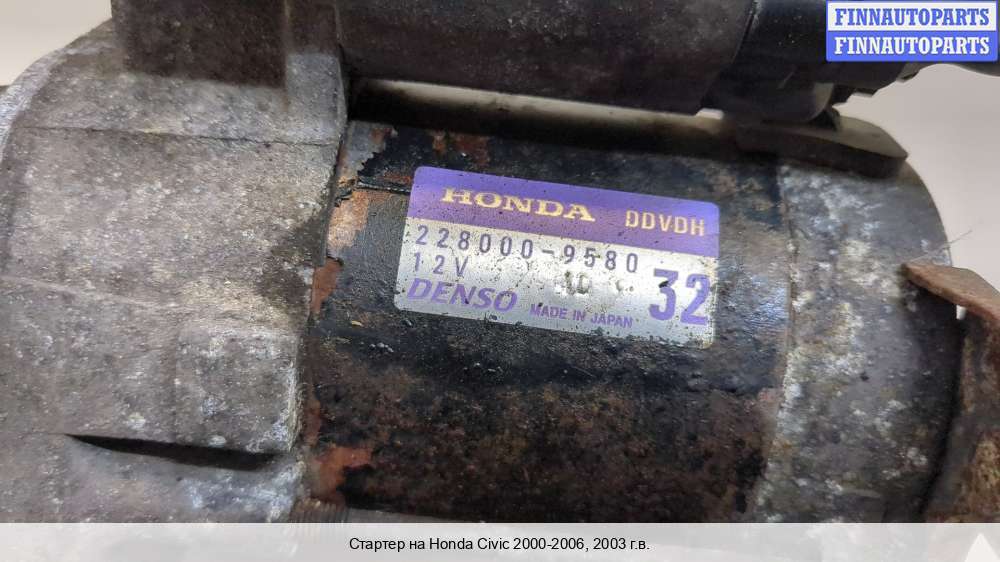 FINNAUTOPARTS
FINNAUTOPARTS
HONDA DDVDH
228000-9580
12V
32
DENSO MADE IN JAPAN
Стартер на Honda Civic 2000-2006, 2003 г.в.